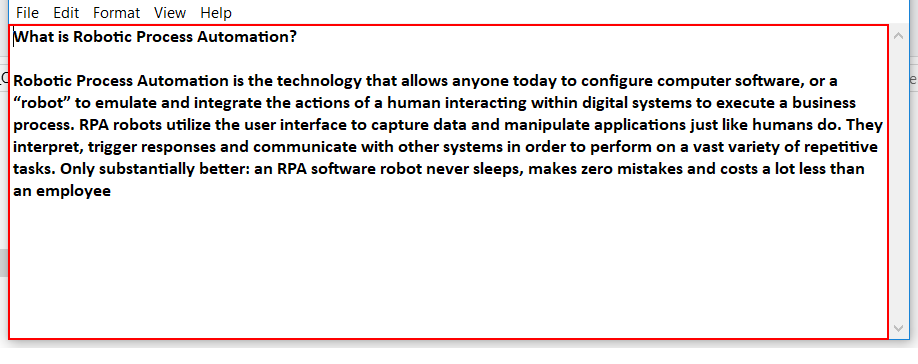 File Edit Format View Help
What is Robotic Process Automation?
Robotic Process Automation is the technology that allows anyone today to configure computer software, or a
“robot” to emulate and integrate the actions of a human interacting within digital systems to execute a business
process. RPA robots utilize the user interface to capture data and manipulate applications just like humans do. They
interpret, trigger responses and communicate with other systems in order to perform on a vast variety of repetitive
tasks. Only substantially better: an RPA software robot never sleeps, makes zero mistakes and costs a lot less than
an employee